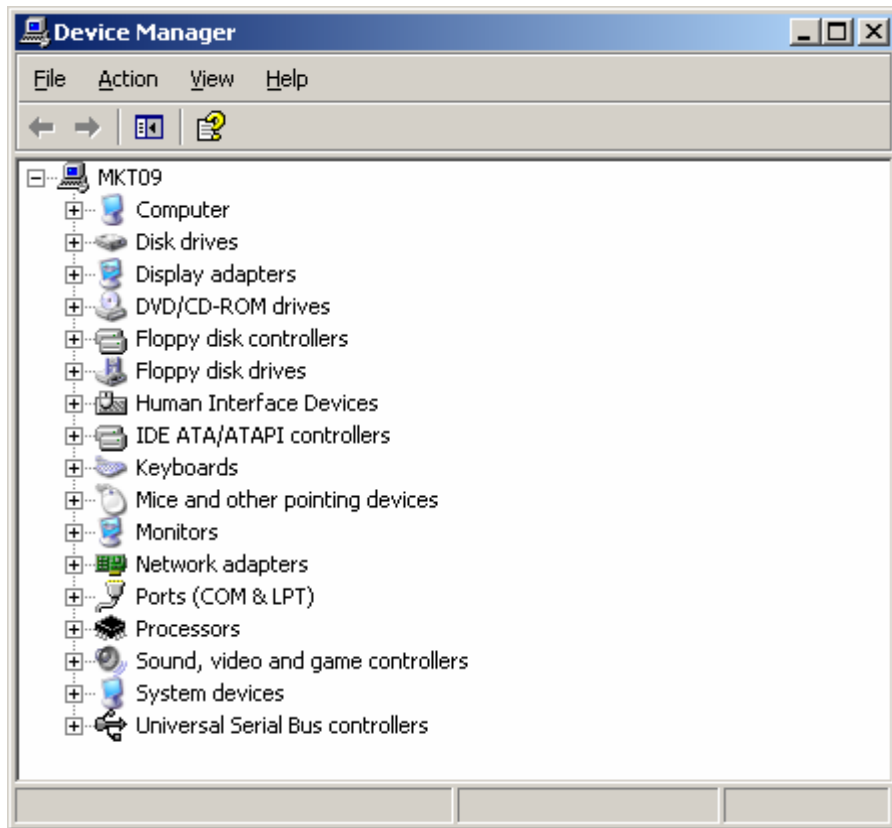 Device Manager
File Action View Help
MKT09
Computer
Disk drives
Display adapters
DVD/CD-ROM drives
Floppy disk controllers
Floppy disk drives
Human Interface Devices
IDE ATA/ATAPI controllers
Keyboards
Mice and other pointing devices
Monitors
Network adapters
Ports (COM & LPT)
Processors
Sound, video and game controllers
System devices
Universal Serial Bus controllers